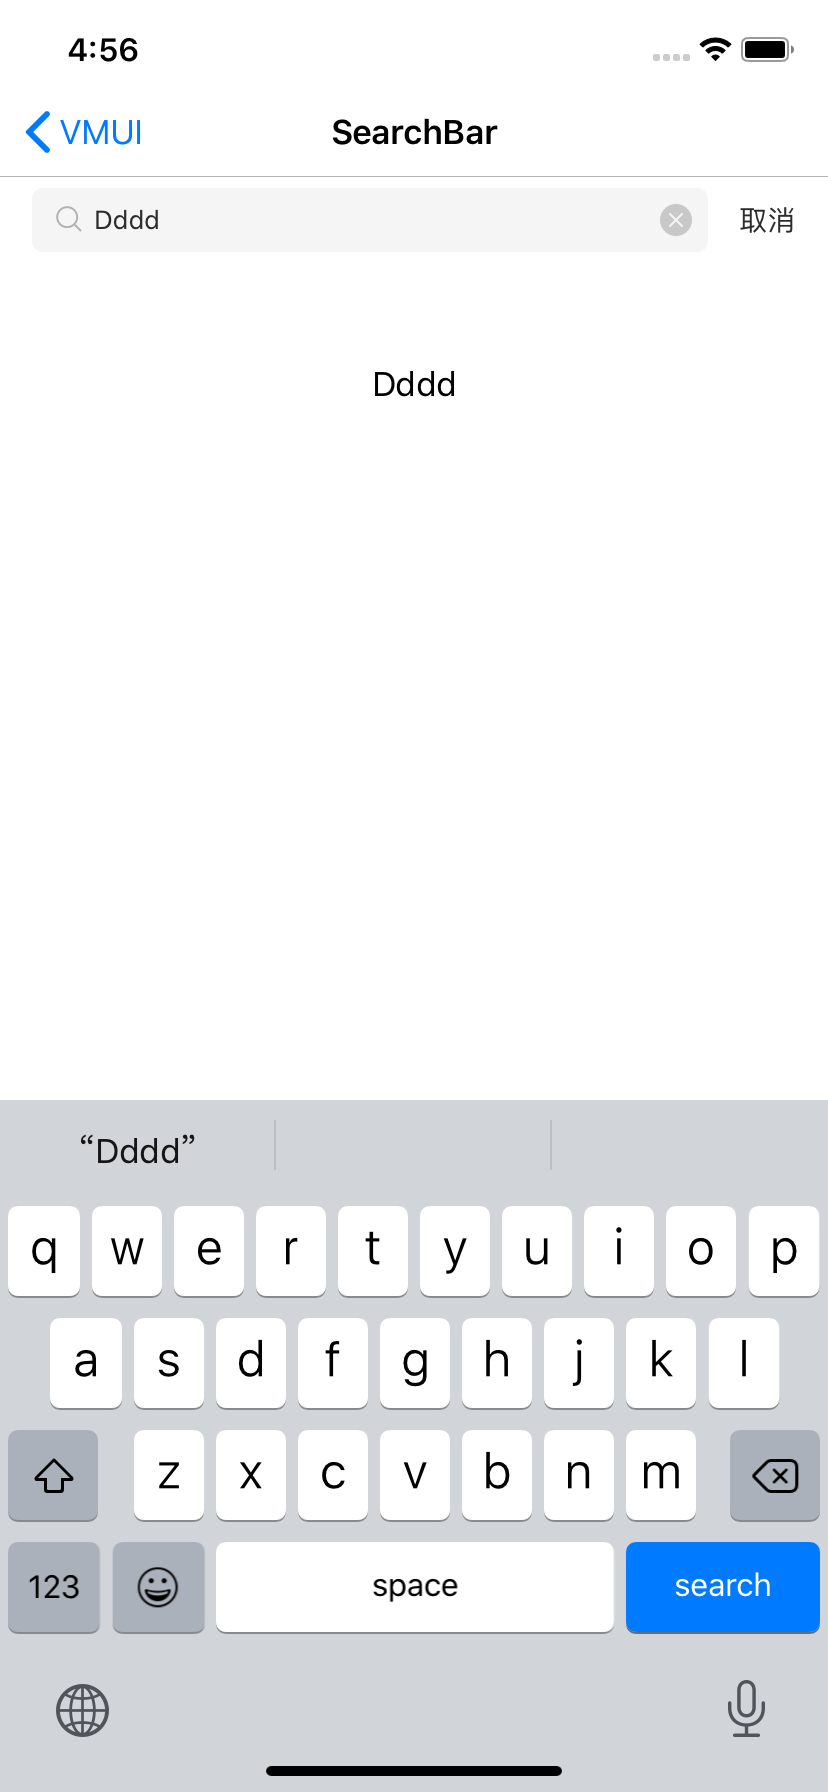 4:56
VMUI SearchBar
Dddd 取消
Dddd
“Dddd”
q w e r t y u i o p
a s d f g h j k l
z x c v b n m
123 space search